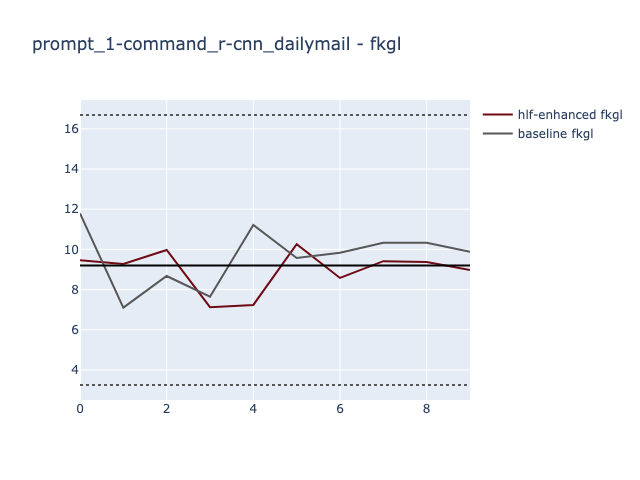 prompt_1-command_r-cnn_dailymail - fkgl
hlf-enhanced fkgl
baseline fkgl
16
14
12
10
8
6
4
0 2 4 6 8